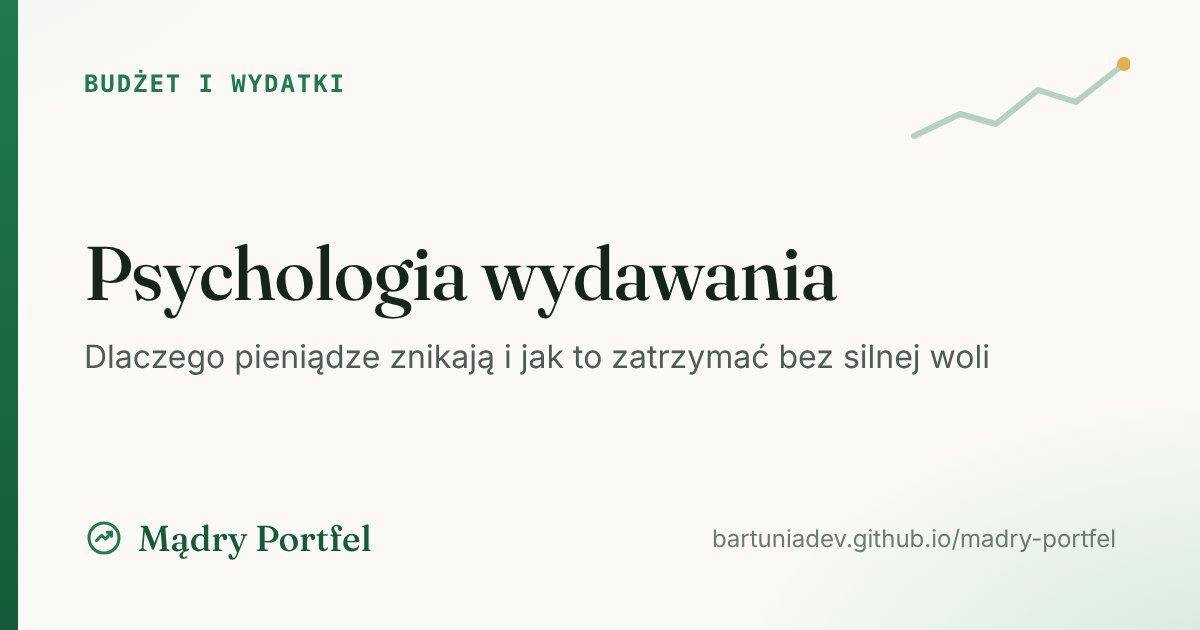 BUDŻET I WYDATKI
Psychologia wydawania
Dlaczego pieniądze znikają i jak to zatrzymać bez silnej woli
Mądry Portfel
bartuniadev.github.io/madry-portfel